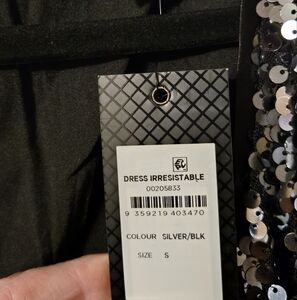 DRESS IRRESISTABLE
00205833
9 359219 403470
COLOUR SILVER/BLK
SIZE S